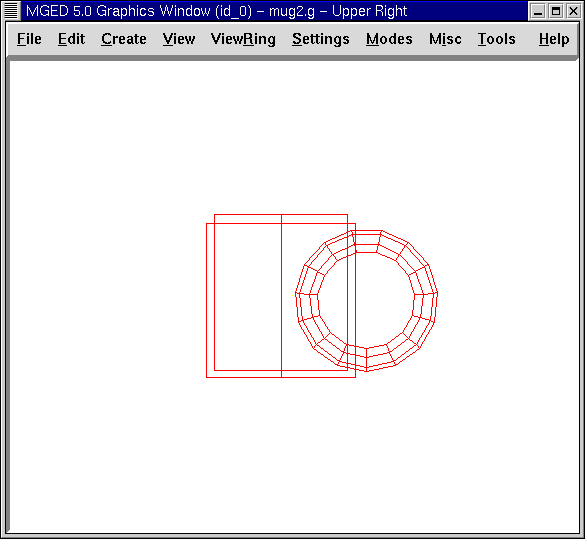 MGED 5.0 Graphics Window (id_0) – mug2.g – Upper Right
File Edit Create View ViewRing Settings Modes Misc Tools Help